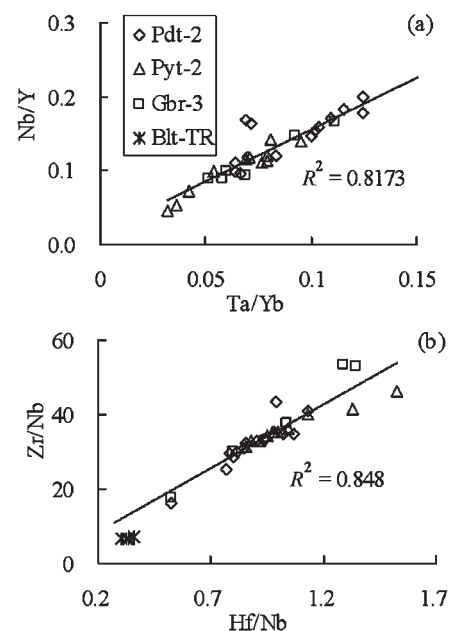 (a)
0.3
0.2
0.1
0.0
Nb/Y
Pdt-2
Pyt-2
Gbr-3
Blt-TR
R² = 0.8173
0
0.05
0.1
0.15
Ta/Yb
(b)
60
40
20
0
Zr/Nb
R² = 0.848
0.2
0.7
1.2
1.7
Hf/Nb